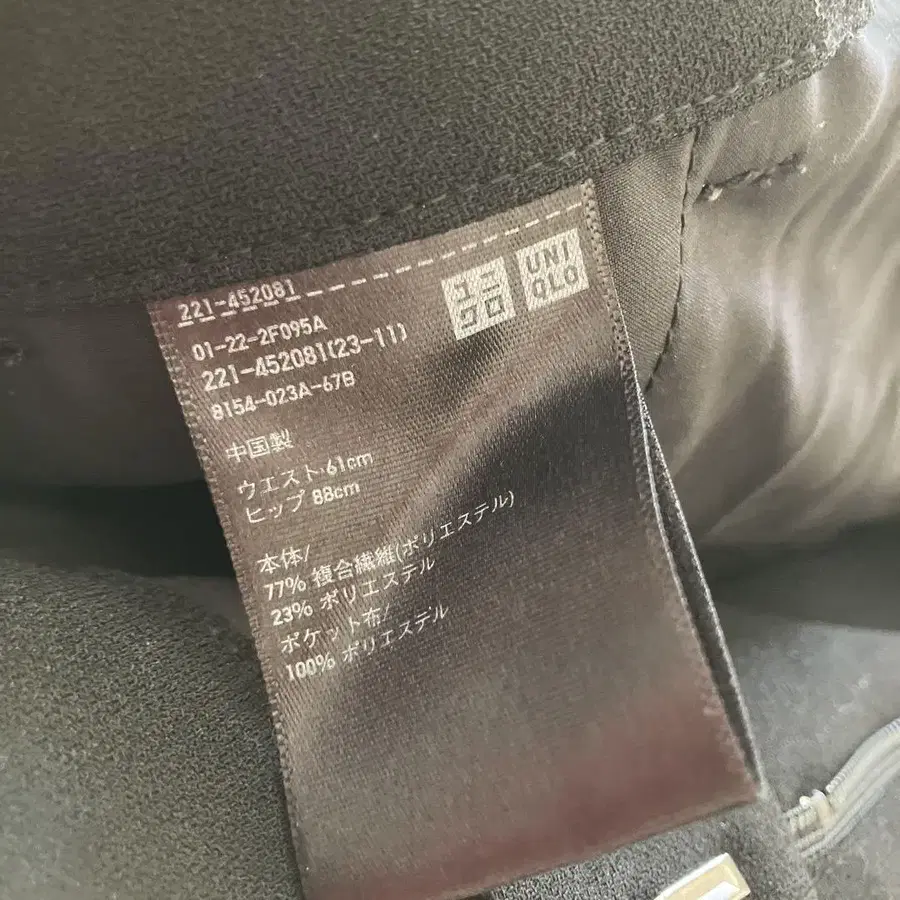 221-452081
ユニクロ
UNIQLO
01-22-2F095A
221-452081(23-11)
8154-023A-67B
中国製
ウエスト 61cm
ヒップ 88cm
本体/
77% 複合繊維(ポリエステル)
23% ポリエステル
ポケット布/
100% ポリエステル